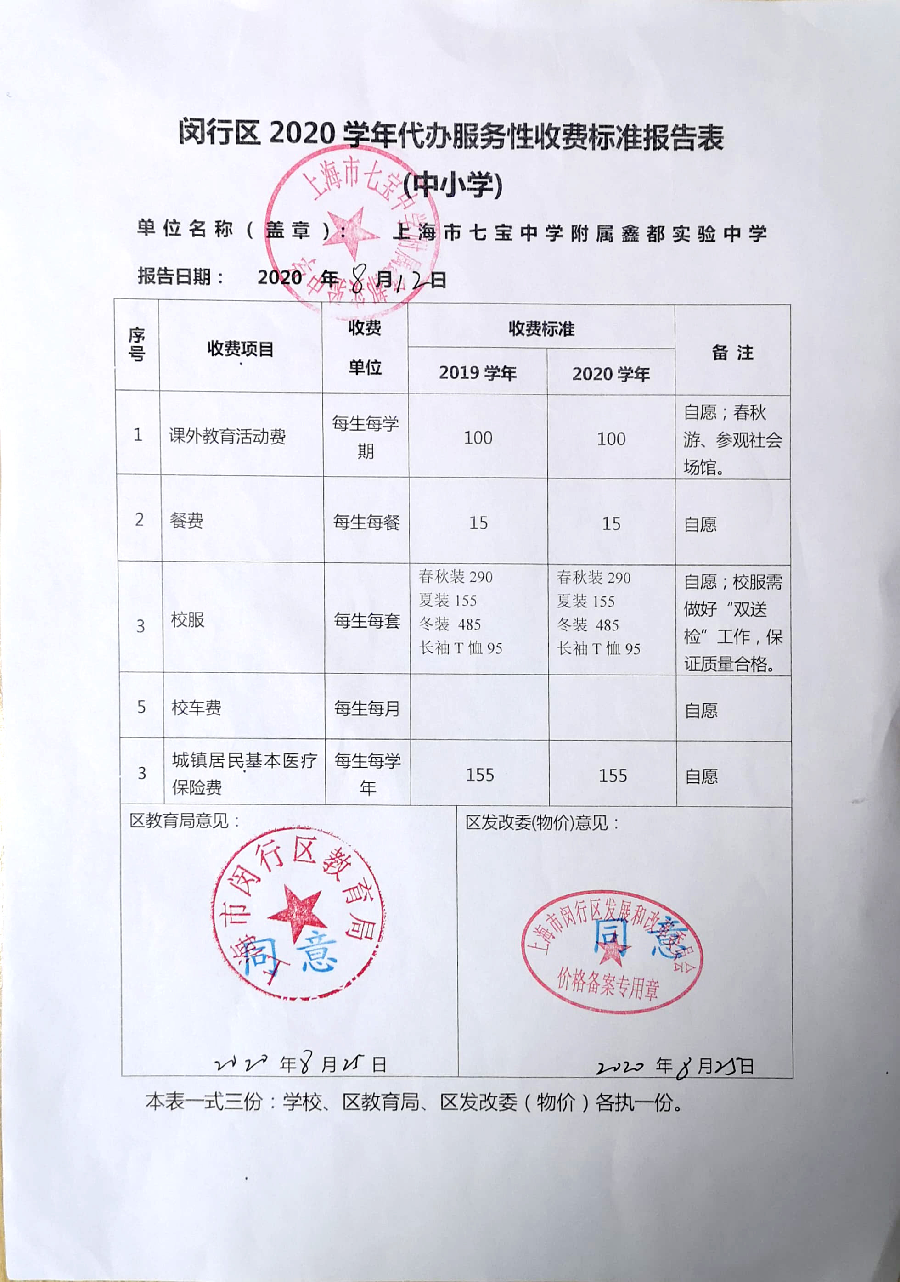 闵行区 2020 学年代办服务性收费标准报告表
(中小学)
单位名称（盖章）： 上海市七宝中学附属鑫都实验中学
报告日期： 2020 年 8 月 12 日
序号 收费项目 收费单位 收费标准 备 注
2019 学年 2020 学年
1 课外教育活动费 每生每学期 100 100 自愿；春秋游、参观社会场馆。
2 餐费 每生每餐 15 15 自愿
3 校服 每生每套 春秋装 290 夏装 155 冬装 485 长袖 T 恤 95 春秋装 290 夏装 155 冬装 485 长袖 T 恤 95 自愿；校服需做好“双送检”工作，保证质量合格。
5 校车费 每生每月 自愿
3 城镇居民基本医疗保险费 每生每学年 155 155 自愿
区教育局意见： 区发改委(物价)意见：
上海市闵行区教育局
同意
上海市闵行区发展和改革委员会
同意
价格备案专用章
2020 年 8 月 25 日 2020 年 8 月 25 日
本表一式三份：学校、区教育局、区发改委（物价）各执一份。
上海市七宝中学附属鑫都实验中学